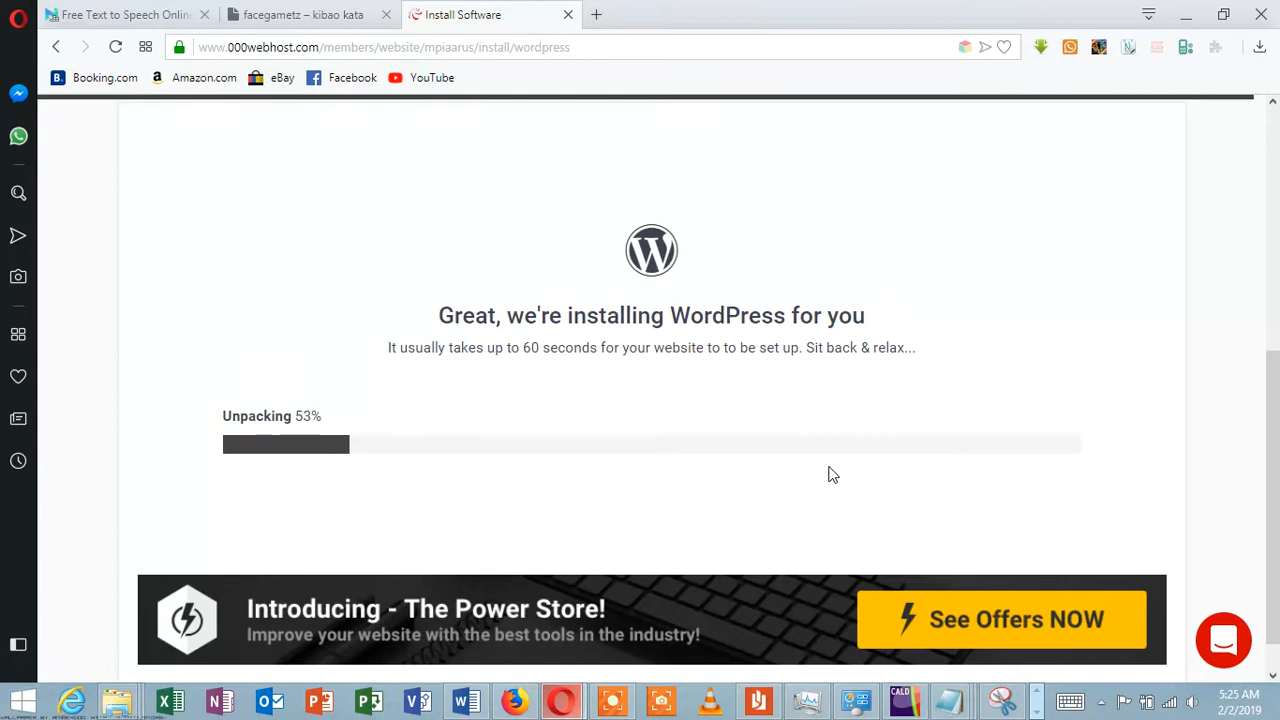 Free Text to Speech Online
facegametz – kibao kata
Install Software
www.000webhost.com/members/website/mpiaarus/install/wordpress
B.
Booking.com
a
Amazon.com
eBay
Facebook
YouTube
W
Great, we're installing WordPress for you
It usually takes up to 60 seconds for your website to to be set up. Sit back & relax...
Unpacking 53%
Introducing - The Power Store!
Improve your website with the best tools in the industry!
See Offers NOW
CALD
5:25 AM
2/2/2019